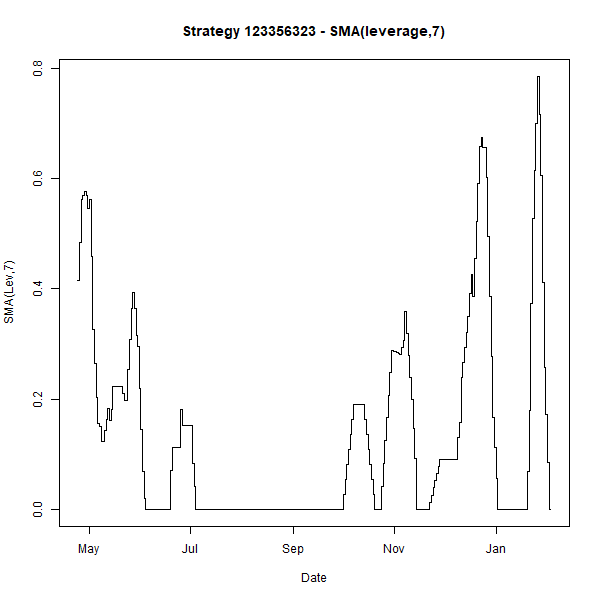 Strategy 123356323 - SMA(leverage,7)
0.8
0.6
0.4
0.2
0.0
SMA(Lev,7)
May Jul Sep Nov Jan
Date